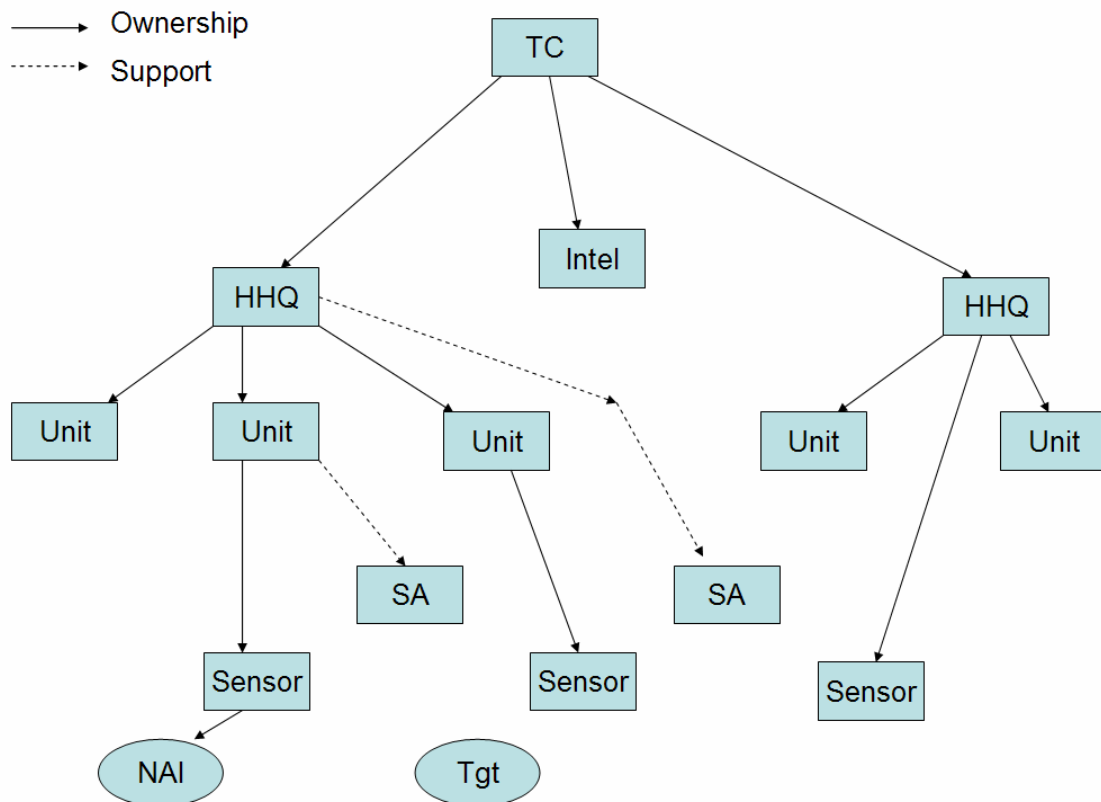 Ownership
Support
TC
Intel
HHQ
HHQ
Unit
Unit
Unit
Unit
Unit
SA
SA
Sensor
Sensor
Sensor
NAI
Tgt